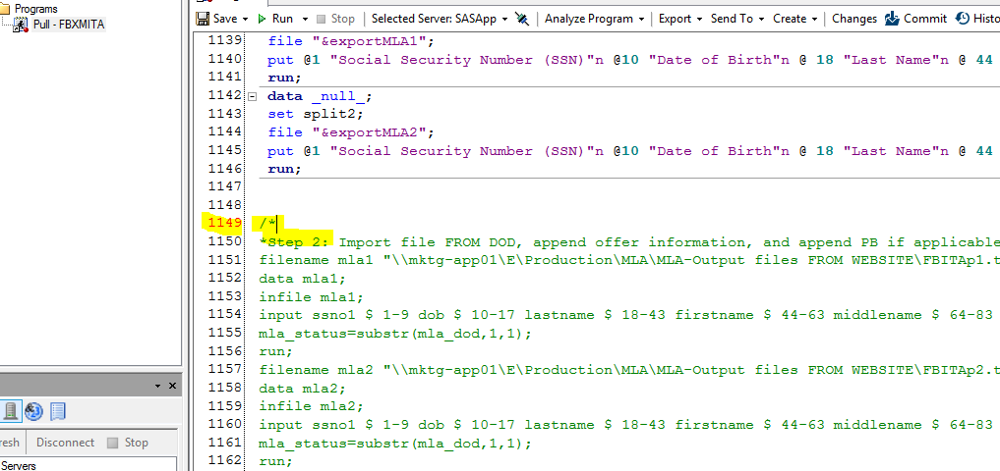 Programs
Pull - FBXMITA
Save Run Stop Selected Server: SASApp Analyze Program Export Send To Create Changes Commit Histo
1139 file "&exportMLA1";
1140 put @1 "Social Security Number (SSN)"n @10 "Date of Birth"n @ 18 "Last Name"n @ 44
1141 run;
1142 data _null_;
1143 set split2;
1144 file "&exportMLA2";
1145 put @1 "Social Security Number (SSN)"n @10 "Date of Birth"n @ 18 "Last Name"n @ 44
1146 run;
1147
1148
1149 /*
1150 *Step 2: Import file FROM DOD, append offer information, and append PB if applicable
1151 filename mla1 "\\mktg-app01\E\Production\MLA\MLA-Output files FROM WEBSITE\FBITAp1.t
1152 data mla1;
1153 infile mla1;
1154 input ssno1 $ 1-9 dob $ 10-17 lastname $ 18-43 firstname $ 44-63 middlename $ 64-83
1155 mla_status=substr(mla_dod,1,1);
1156 run;
1157 filename mla2 "\\mktg-app01\E\Production\MLA\MLA-Output files FROM WEBSITE\FBITAp2.t
1158 data mla2;
1159 infile mla2;
1160 input ssno1 $ 1-9 dob $ 10-17 lastname $ 18-43 firstname $ 44-63 middlename $ 64-83
1161 mla_status=substr(mla_dod,1,1);
1162 run;
resh Disconnect Stop
Servers